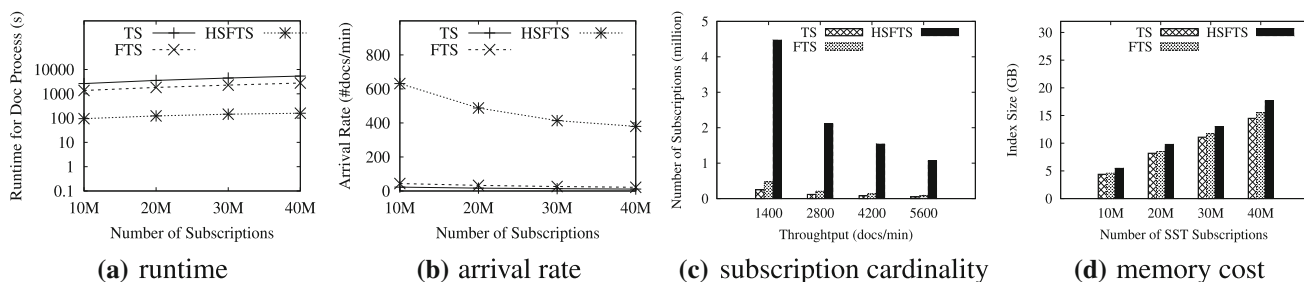 Runtime for Doc Process (s)
TS
HSFTS
FTS
10000
1000
100
10
1
0.1
10M 20M 30M 40M
Number of Subscriptions
(a) runtime
Arrival Rate (#docs/min)
TS
HSFTS
FTS
800
600
400
200
0
10M 20M 30M 40M
Number of Subscriptions
(b) arrival rate
Number of Subscriptions (million)
TS
HSFTS
FTS
5
4
3
2
1
0
1400 2800 4200 5600
Throughtput (docs/min)
(c) subscription cardinality
Index Size (GB)
TS
HSFTS
FTS
30
25
20
15
10
5
0
10M 20M 30M 40M
Number of SST Subscriptions
(d) memory cost